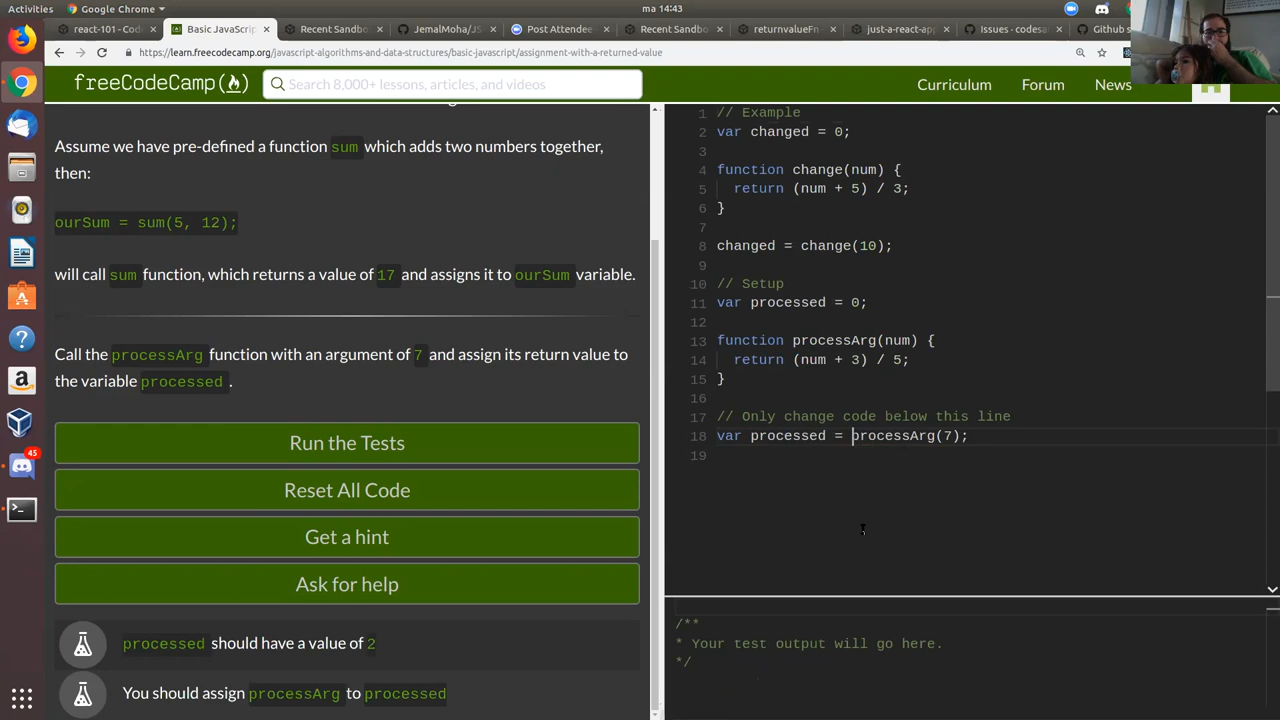 Activities
Google Chrome
ma 14:43
react-101 - Cod
Basic JavaScrip
Recent Sandbo
JemalMoha/JS
Post Attendee
Recent Sandbo
returnvalueFn
just-a-react-ap
Issues - codesa
Github s
https://learn.freecodecamp.org/javascript-algorithms-and-data-structures/basic-javascript/assignment-with-a-returned-value
freeCodeCamp
Search 8,000+ lessons, articles, and videos
Curriculum
Forum
News
Assume we have pre-defined a function sum which adds two numbers together,
then:
ourSum = sum(5, 12);
will call sum function, which returns a value of 17 and assigns it to ourSum variable.
Call the processArg function with an argument of 7 and assign its return value to
the variable processed .
Run the Tests
Reset All Code
Get a hint
Ask for help
processed should have a value of 2
You should assign processArg to processed
1 // Example
2 var changed = 0;
3
4 function change(num) {
5 return (num + 5) / 3;
6 }
7
8 changed = change(10);
9
10 // Setup
11 var processed = 0;
12
13 function processArg(num) {
14 return (num + 3) / 5;
15 }
16
17 // Only change code below this line
18 var processed = processArg(7);
19
/**
* Your test output will go here.
*/